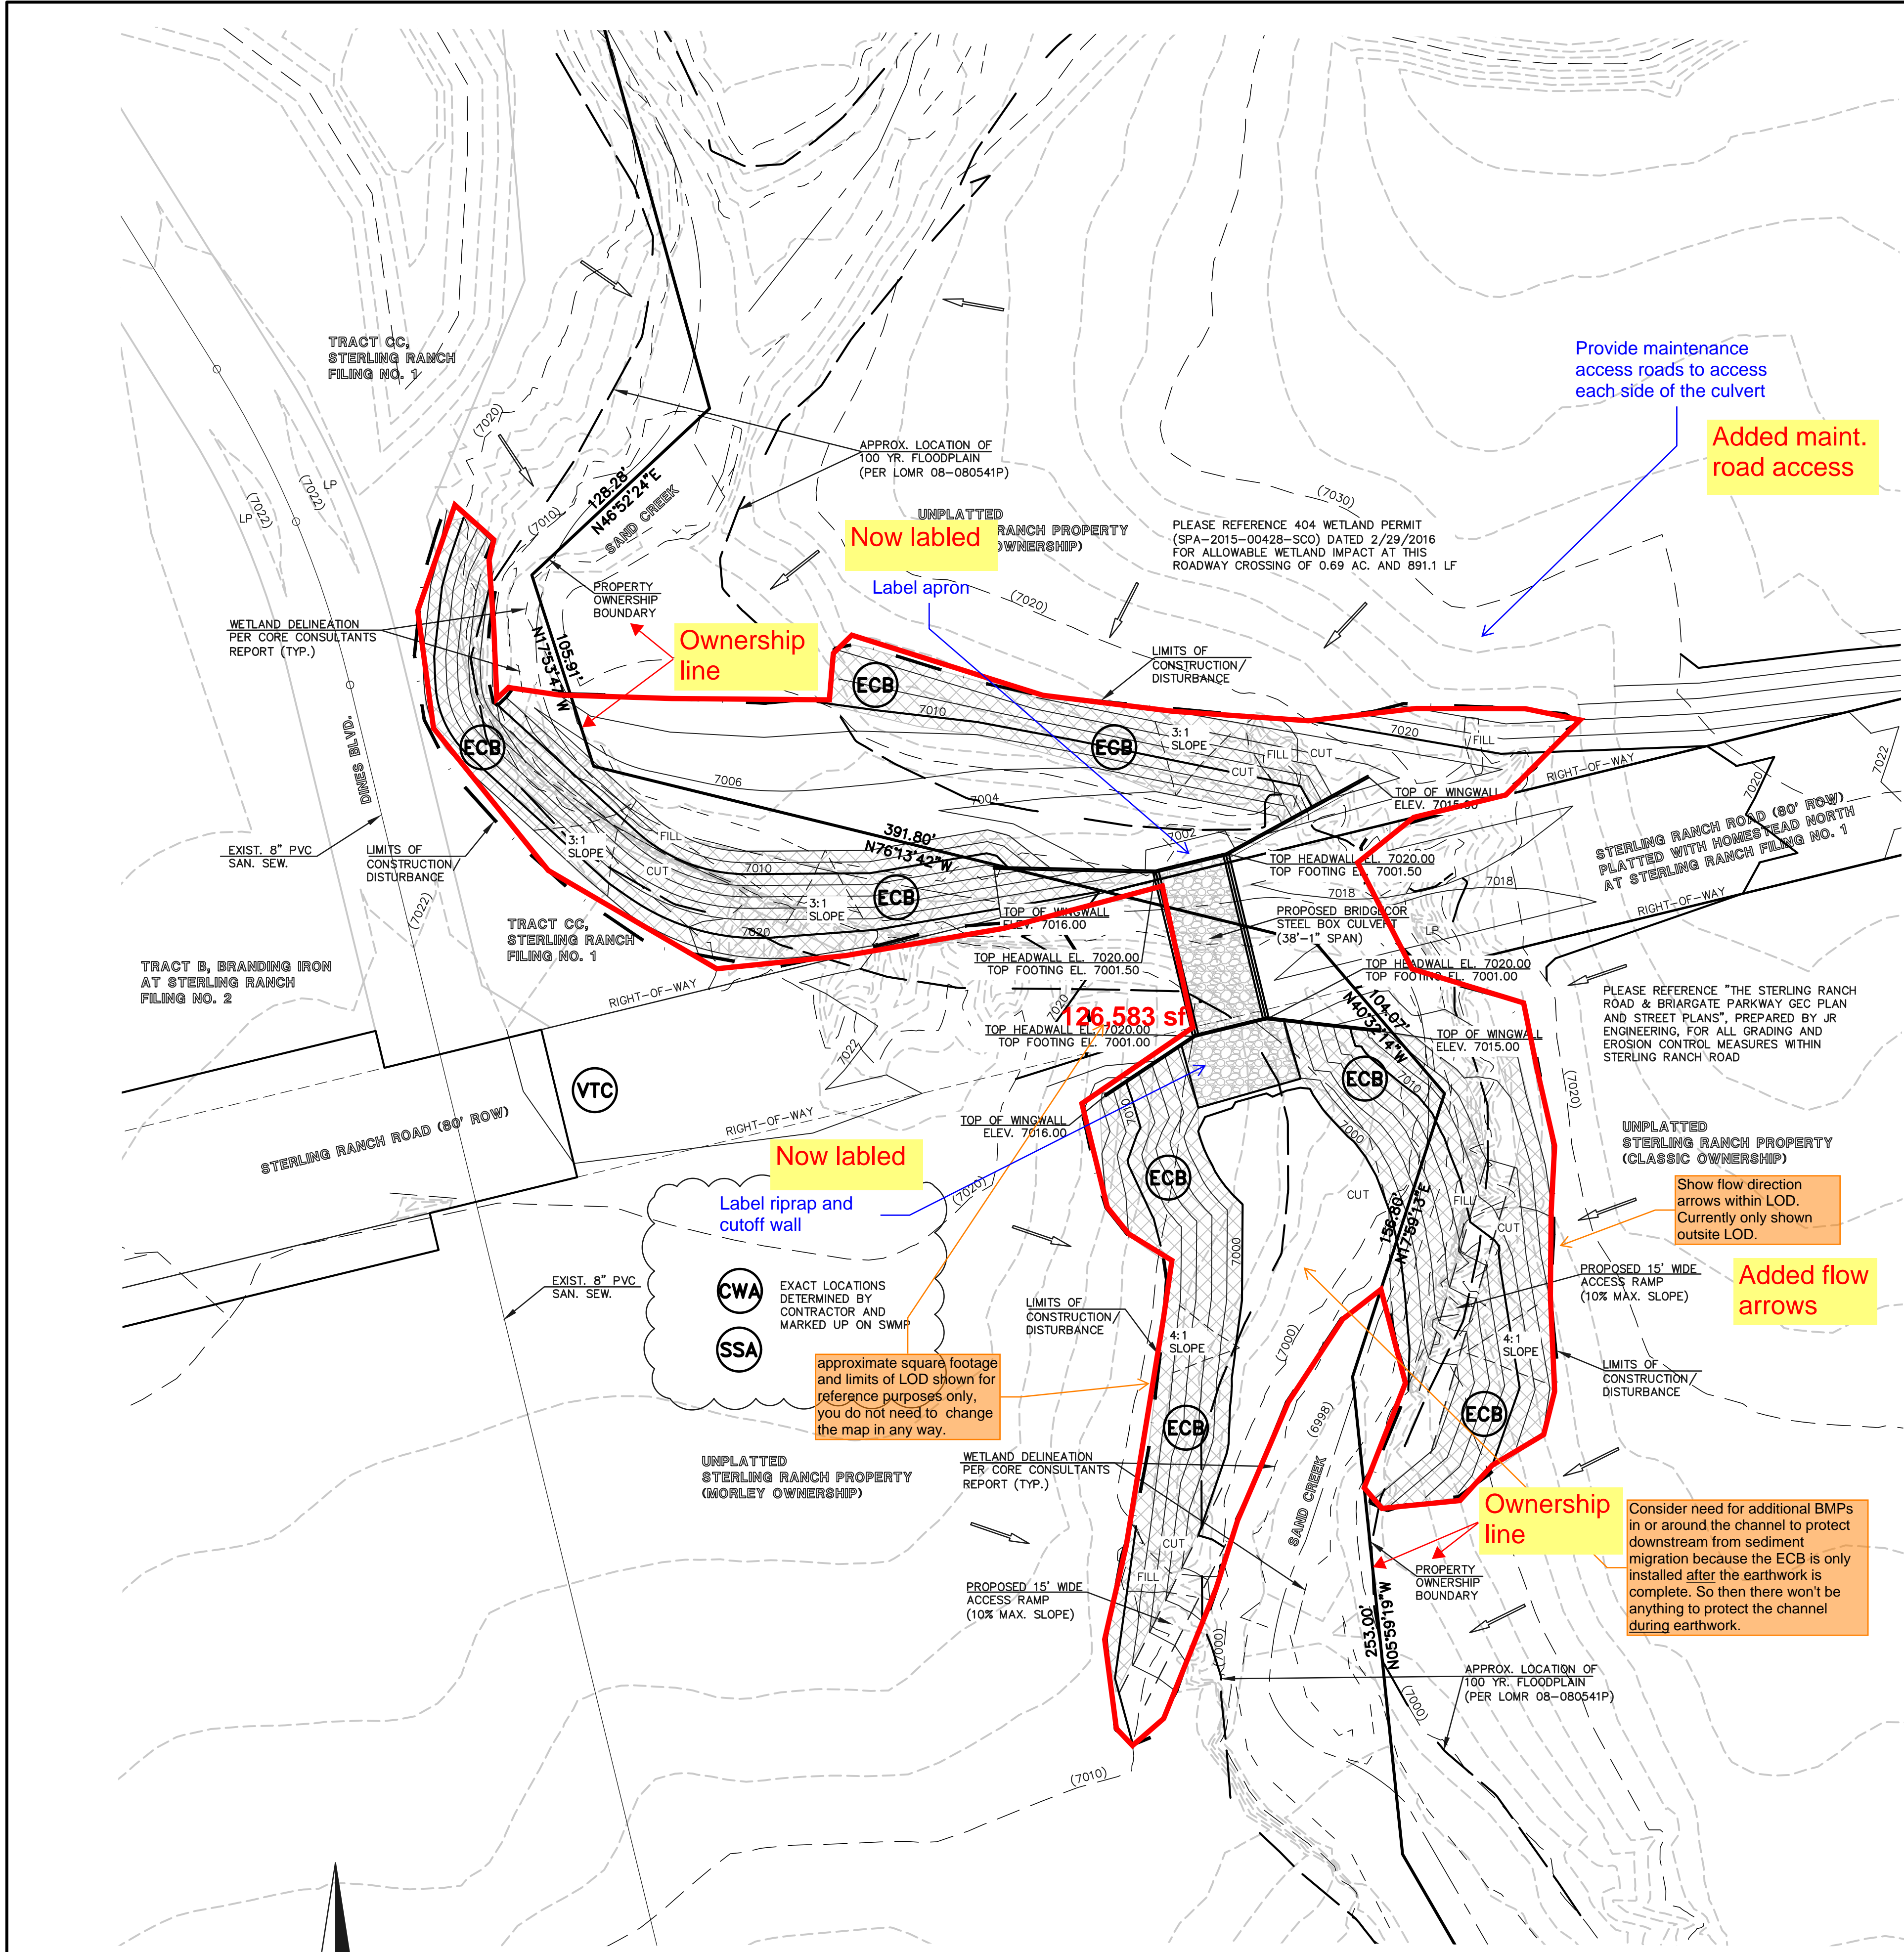 TRACT CC,
STERLING RANCH
FILING NO. 1
(7020)
(7022)
LP
(7022)
LP
(7010)
128.28'
N46°52'24"E
SAND CREEK
APPROX. LOCATION OF
100 YR. FLOODPLAIN
(PER LOMR 08-080541P)
Provide maintenance
access roads to access
each side of the culvert
Added maint.
road access
(7030)
UNPLATTED
RANCH PROPERTY
OWNERSHIP)
Now labled
Label apron
PLEASE REFERENCE 404 WETLAND PERMIT
(SPA-2015-00428-SCO) DATED 2/29/2016
FOR ALLOWABLE WETLAND IMPACT AT THIS
ROADWAY CROSSING OF 0.69 AC. AND 891.1 LF
(7020)
PROPERTY
OWNERSHIP
BOUNDARY
WETLAND DELINEATION
PER CORE CONSULTANTS
REPORT (TYP.)
105.91'
N17°53'47"W
Ownership
line
LIMITS OF
CONSTRUCTION/
DISTURBANCE
ECB
7010
ECB
3:1
SLOPE
FILL
CUT
CUT
7020
FILL
ECB
DINES BLVD.
7006
7004
7002
TOP OF WINGWALL
ELEV. 7015.00
RIGHT-OF-WAY
7020
7022
STERLING RANCH ROAD (80' ROW)
PLATTED WITH HOMESTEAD NORTH
AT STERLING RANCH FILING NO. 1
EXIST. 8" PVC
SAN. SEW.
LIMITS OF
CONSTRUCTION/
DISTURBANCE
3:1
SLOPE
FILL
CUT
391.80'
N76°13'42"W
7010
ECB
3:1
SLOPE
7020
TOP HEADWALL EL. 7020.00
TOP FOOTING EL. 7001.50
7018
7018
RIGHT-OF-WAY
TOP OF WINGWALL
ELEV. 7016.00
PROPOSED BRIDGECOR
STEEL BOX CULVERT
(38'-1" SPAN)
LP
(7022)
TRACT CC,
STERLING RANCH
FILING NO. 1
TRACT B, BRANDING IRON
AT STERLING RANCH
FILING NO. 2
RIGHT-OF-WAY
TOP HEADWALL EL. 7020.00
TOP FOOTING EL. 7001.50
TOP HEADWALL EL. 7020.00
TOP FOOTING EL. 7001.00
7020
7022
126,583 sf
TOP HEADWALL EL. 7020.00
TOP FOOTING EL. 7001.00
104.07'
N40°32'14"W
TOP OF WINGWALL
ELEV. 7015.00
PLEASE REFERENCE "THE STERLING RANCH
ROAD & BRIARGATE PARKWAY GEC PLAN
AND STREET PLANS", PREPARED BY JR
ENGINEERING, FOR ALL GRADING AND
EROSION CONTROL MEASURES WITHIN
STERLING RANCH ROAD
VTC
ECB
7010
7010
7000
(7020)
STERLING RANCH ROAD (80' ROW)
RIGHT-OF-WAY
TOP OF WINGWALL
ELEV. 7016.00
Now labled
Label riprap and
cutoff wall
(7020)
ECB
UNPLATTED
STERLING RANCH PROPERTY
(CLASSIC OWNERSHIP)
CUT
FILL
CUT
156.80'
N17°59'13"E
7000
Show flow direction
arrows within LOD.
Currently only shown
outsite LOD.
Added flow
arrows
EXIST. 8" PVC
SAN. SEW.
CWA
SSA
EXACT LOCATIONS
DETERMINED BY
CONTRACTOR AND
MARKED UP ON SWMP
LIMITS OF
CONSTRUCTION/
DISTURBANCE
4:1
SLOPE
(7000)
PROPOSED 15' WIDE
ACCESS RAMP
(10% MAX. SLOPE)
4:1
SLOPE
LIMITS OF
CONSTRUCTION/
DISTURBANCE
approximate square footage
and limits of LOD shown for
reference purposes only,
you do not need to change
the map in any way.
ECB
(6998)
ECB
SAND CREEK
UNPLATTED
STERLING RANCH PROPERTY
(MORLEY OWNERSHIP)
WETLAND DELINEATION
PER CORE CONSULTANTS
REPORT (TYP.)
Ownership
line
Consider need for additional BMPs
in or around the channel to protect
downstream from sediment
migration because the ECB is only
installed after the earthwork is
complete. So then there won't be
anything to protect the channel
during earthwork.
CUT
FILL
PROPOSED 15' WIDE
ACCESS RAMP
(10% MAX. SLOPE)
PROPERTY
OWNERSHIP
BOUNDARY
253.00'
N05°59'19"W
(7000)
APPROX. LOCATION OF
100 YR. FLOODPLAIN
(PER LOMR 08-080541P)
(7000)
(7010)